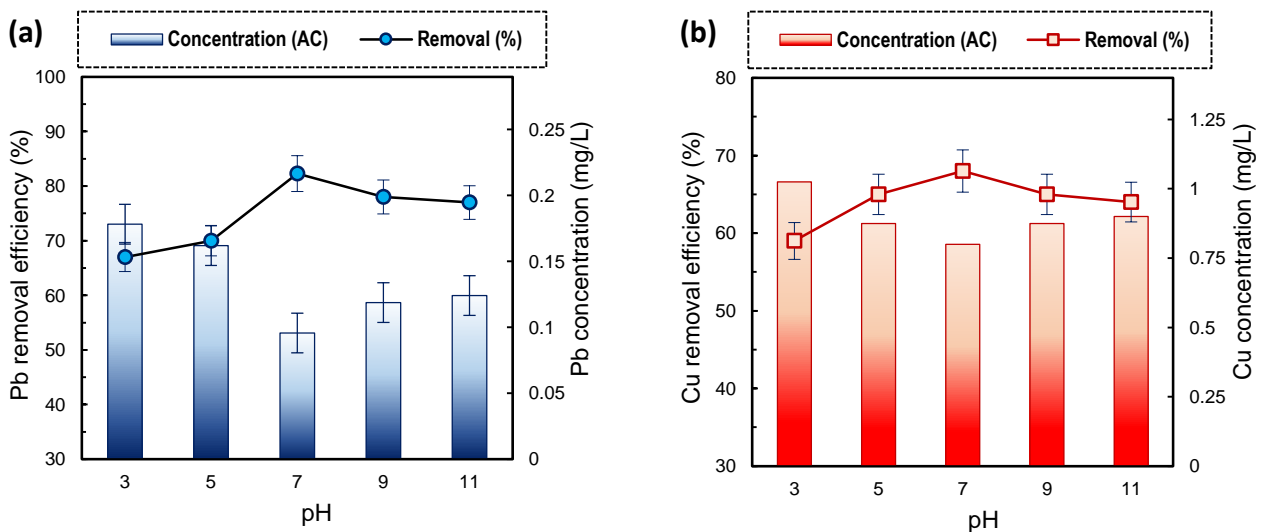 (a)
Concentration (AC)
Removal (%)
Pb removal efficiency (%)
100
90
80
70
60
50
40
30
0.25
0.2
0.15
0.1
0.05
0
Pb concentration (mg/L)
3 5 7 9 11
pH
(b)
Concentration (AC)
Removal (%)
Cu removal efficiency (%)
80
70
60
50
40
30
1.25
1
0.75
0.5
0.25
0
Cu concentration (mg/L)
3 5 7 9 11
pH